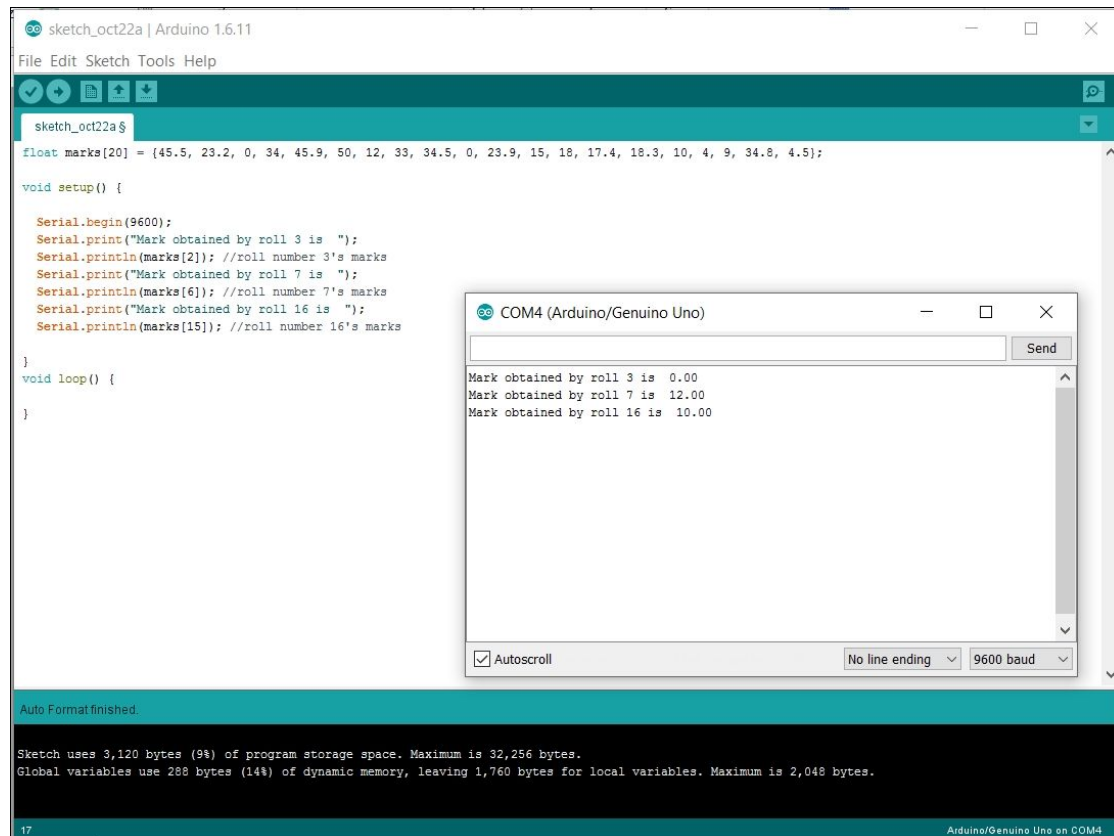 sketch_oct22a | Arduino 1.6.11
File Edit Sketch Tools Help
sketch_oct22a §
float marks[20] = {45.5, 23.2, 0, 34, 45.9, 50, 12, 33, 34.5, 0, 23.9, 15, 18, 17.4, 18.3, 10, 4, 9, 34.8, 4.5};
void setup() {
Serial.begin(9600);
Serial.print("Mark obtained by roll 3 is  ");
Serial.println(marks[2]); //roll number 3's marks
Serial.print("Mark obtained by roll 7 is  ");
Serial.println(marks[6]); //roll number 7's marks
Serial.print("Mark obtained by roll 16 is  ");
Serial.println(marks[15]); //roll number 16's marks
}
void loop() {
}
COM4 (Arduino/Genuino Uno)
Send
Mark obtained by roll 3 is  0.00
Mark obtained by roll 7 is  12.00
Mark obtained by roll 16 is  10.00
Autoscroll
No line ending
9600 baud
Auto Format finished.
Sketch uses 3,120 bytes (9%) of program storage space. Maximum is 32,256 bytes.
Global variables use 288 bytes (14%) of dynamic memory, leaving 1,760 bytes for local variables. Maximum is 2,048 bytes.
17
Arduino/Genuino Uno on COM4